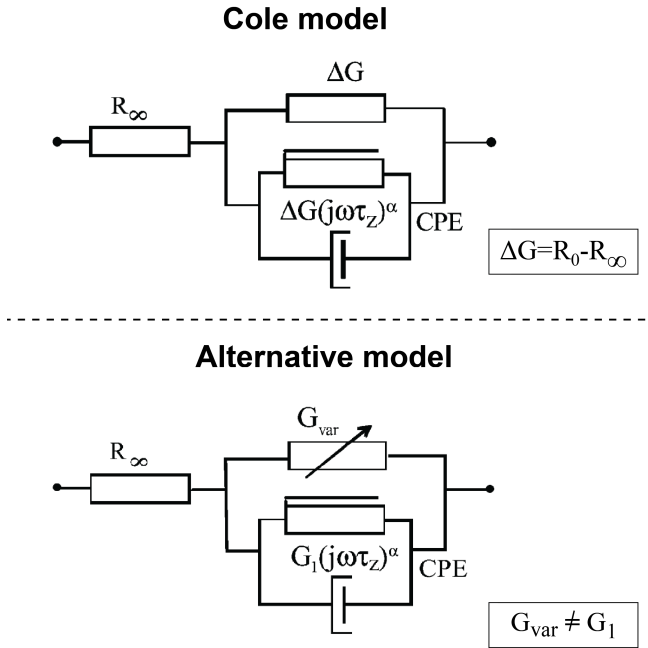 Cole model
ΔG
R∞
ΔG(jωτZ)α
CPE
ΔG=R0-R∞
Alternative model
Gvar
R∞
G1(jωτZ)α
CPE
Gvar ≠ G1